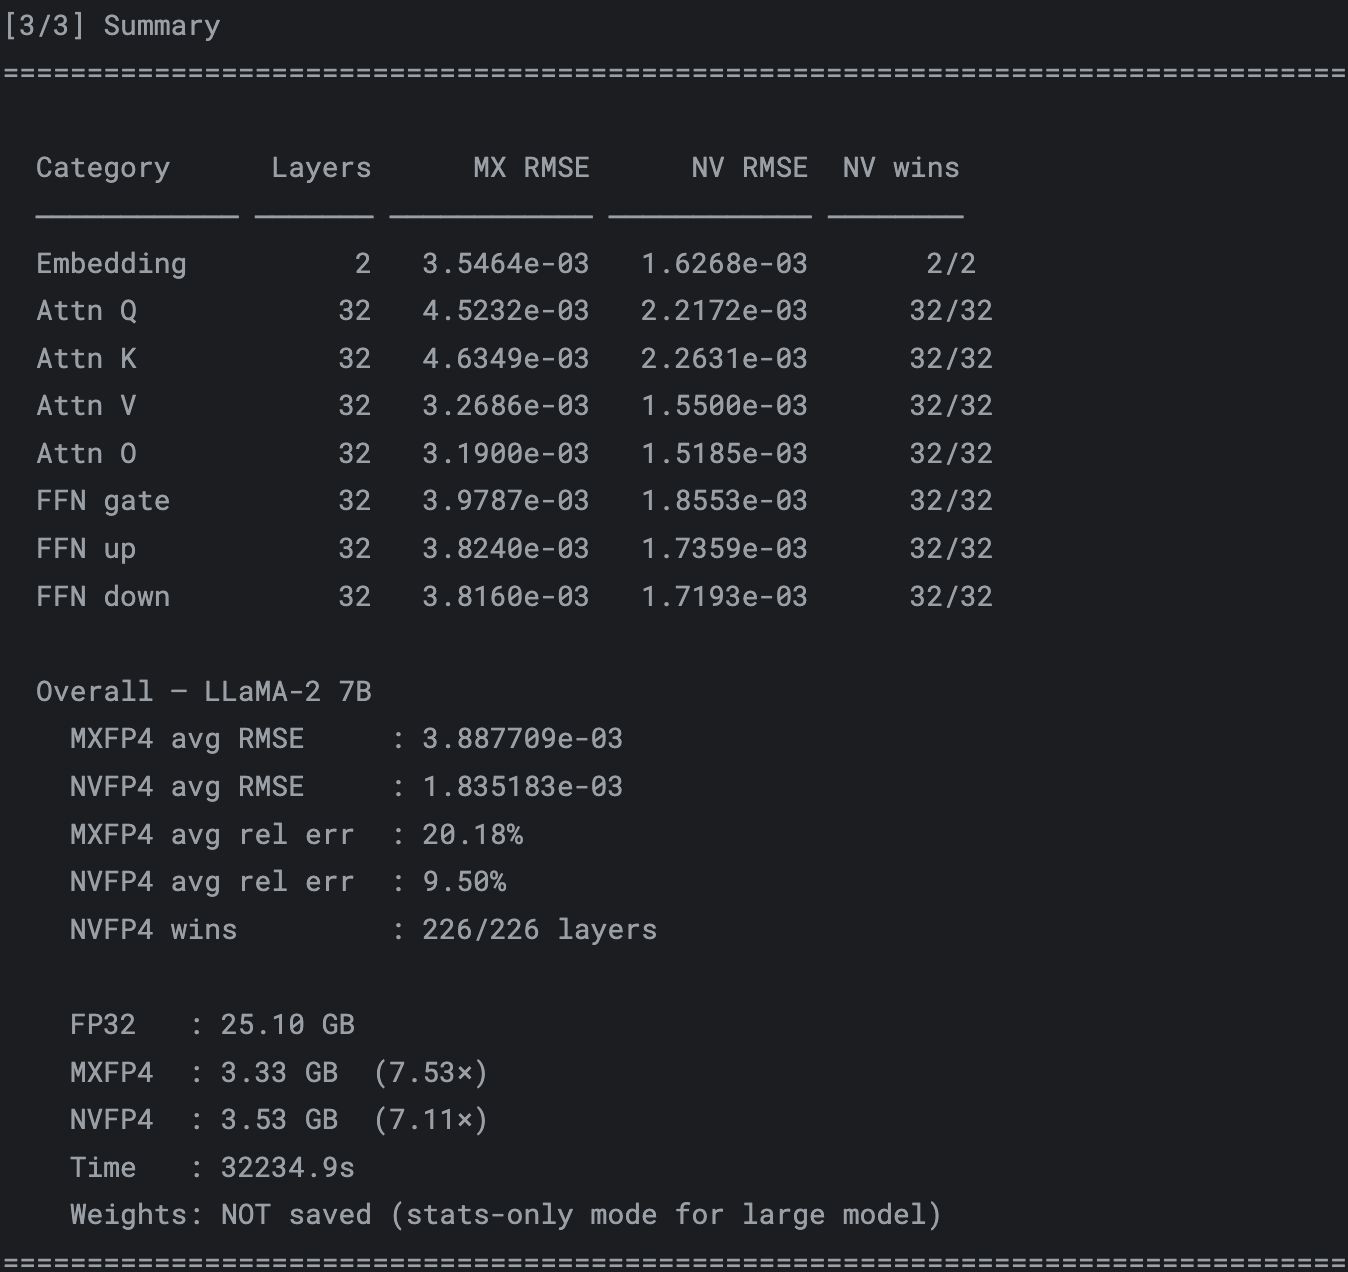 [3/3] Summary
================================================================================
Category      Layers      MX RMSE      NV RMSE  NV wins
──────────── ─────── ──────────── ──────────── ────────
Embedding          2   3.5464e-03   1.6268e-03       2/2
Attn Q            32   4.5232e-03   2.2172e-03      32/32
Attn K            32   4.6349e-03   2.2631e-03      32/32
Attn V            32   3.2686e-03   1.5500e-03      32/32
Attn O            32   3.1900e-03   1.5185e-03      32/32
FFN gate          32   3.9787e-03   1.8553e-03      32/32
FFN up            32   3.8240e-03   1.7359e-03      32/32
FFN down          32   3.8160e-03   1.7193e-03      32/32
Overall — LLaMA-2 7B
MXFP4 avg RMSE     : 3.887709e-03
NVFP4 avg RMSE     : 1.835183e-03
MXFP4 avg rel err  : 20.18%
NVFP4 avg rel err  : 9.50%
NVFP4 wins         : 226/226 layers
FP32   : 25.10 GB
MXFP4  : 3.33 GB  (7.53×)
NVFP4  : 3.53 GB  (7.11×)
Time   : 32234.9s
Weights: NOT saved (stats-only mode for large model)
================================================================================